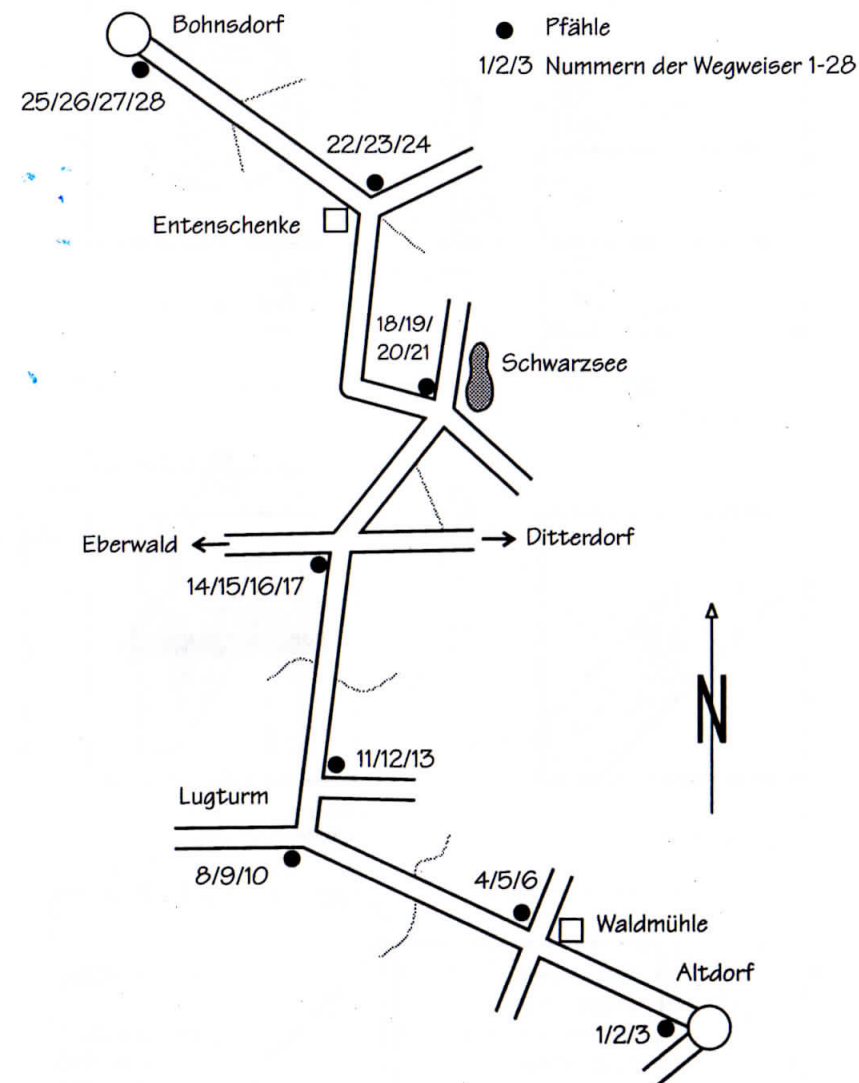 Bohnsdorf
Pfähle
1/2/3 Nummern der Wegweiser 1-28
25/26/27/28
22/23/24
Entenschenke
18/19/
20/21
Schwarzsee
Eberwald
Ditterdorf
14/15/16/17
N
11/12/13
Lugturm
8/9/10
4/5/6
Waldmühle
Altdorf
1/2/3